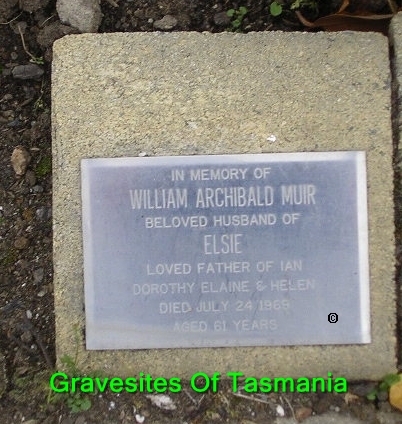 IN MEMORY OF
WILLIAM ARCHIBALD MUIR
BELOVED HUSBAND OF
ELSIE
LOVED FATHER OF IAN
DOROTHY ELAINE & HELEN
DIED JULY 24 1969
AGED 61 YEARS
©
Gravesites Of Tasmania